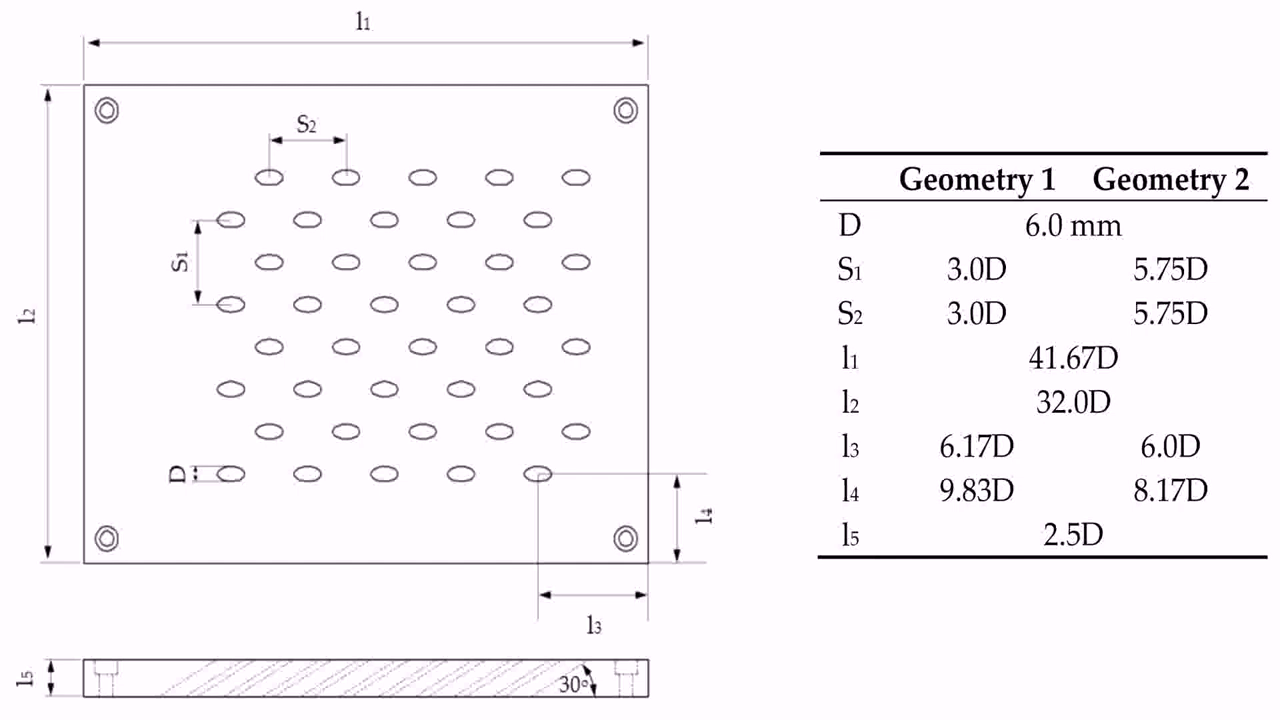 l₁
S₂
S₁
l₂
D
l₄
l₃
l₅
30°
Geometry 1 Geometry 2
D 6.0 mm
S₁ 3.0D 5.75D
S₂ 3.0D 5.75D
l₁ 41.67D
l₂ 32.0D
l₃ 6.17D 6.0D
l₄ 9.83D 8.17D
l₅ 2.5D